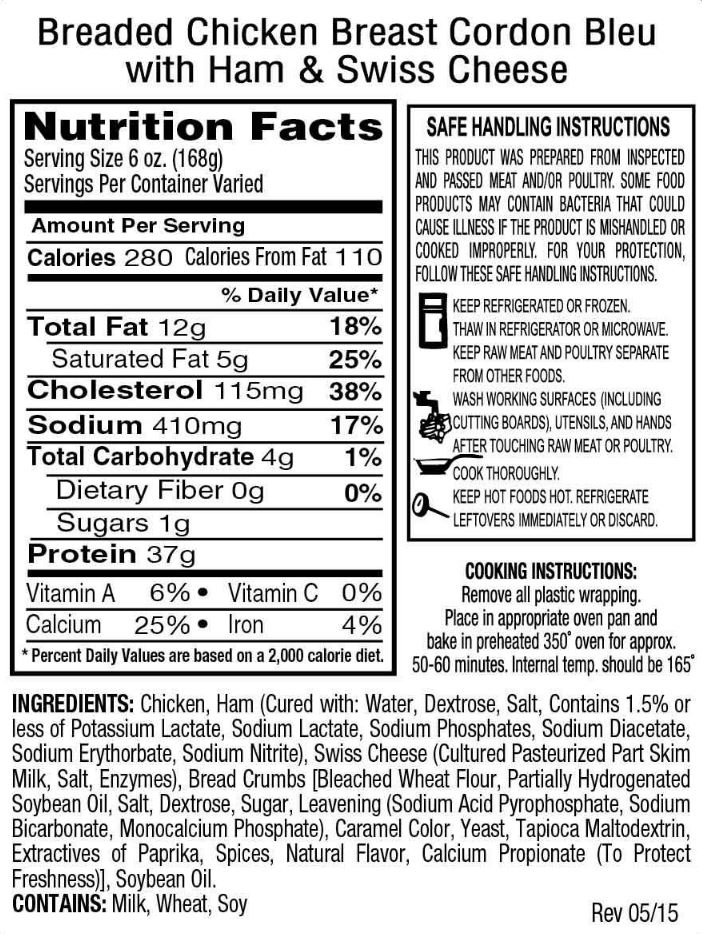 Breaded Chicken Breast Cordon Bleu
with Ham & Swiss Cheese
Nutrition Facts
Serving Size 6 oz. (168g)
Servings Per Container Varied
Amount Per Serving
Calories 280 Calories From Fat 110
% Daily Value*
Total Fat 12g 18%
Saturated Fat 5g 25%
Cholesterol 115mg 38%
Sodium 410mg 17%
Total Carbohydrate 4g 1%
Dietary Fiber 0g 0%
Sugars 1g
Protein 37g
Vitamin A 6% • Vitamin C 0%
Calcium 25% • Iron 4%
* Percent Daily Values are based on a 2,000 calorie diet.
SAFE HANDLING INSTRUCTIONS
THIS PRODUCT WAS PREPARED FROM INSPECTED
AND PASSED MEAT AND/OR POULTRY. SOME FOOD
PRODUCTS MAY CONTAIN BACTERIA THAT COULD
CAUSE ILLNESS IF THE PRODUCT IS MISHANDLED OR
COOKED IMPROPERLY. FOR YOUR PROTECTION,
FOLLOW THESE SAFE HANDLING INSTRUCTIONS.
KEEP REFRIGERATED OR FROZEN.
THAW IN REFRIGERATOR OR MICROWAVE.
KEEP RAW MEAT AND POULTRY SEPARATE
FROM OTHER FOODS.
WASH WORKING SURFACES (INCLUDING
CUTTING BOARDS), UTENSILS, AND HANDS
AFTER TOUCHING RAW MEAT OR POULTRY.
COOK THOROUGHLY.
KEEP HOT FOODS HOT. REFRIGERATE
LEFTOVERS IMMEDIATELY OR DISCARD.
COOKING INSTRUCTIONS:
Remove all plastic wrapping.
Place in appropriate oven pan and
bake in preheated 350° oven for approx.
50-60 minutes. Internal temp. should be 165°
INGREDIENTS: Chicken, Ham (Cured with: Water, Dextrose, Salt, Contains 1.5% or
less of Potassium Lactate, Sodium Lactate, Sodium Phosphates, Sodium Diacetate,
Sodium Erythorbate, Sodium Nitrite), Swiss Cheese (Cultured Pasteurized Part Skim
Milk, Salt, Enzymes), Bread Crumbs [Bleached Wheat Flour, Partially Hydrogenated
Soybean Oil, Salt, Dextrose, Sugar, Leavening (Sodium Acid Pyrophosphate, Sodium
Bicarbonate, Monocalcium Phosphate), Caramel Color, Yeast, Tapioca Maltodextrin,
Extractives of Paprika, Spices, Natural Flavor, Calcium Propionate (To Protect
Freshness)], Soybean Oil.
CONTAINS: Milk, Wheat, Soy
Rev 05/15